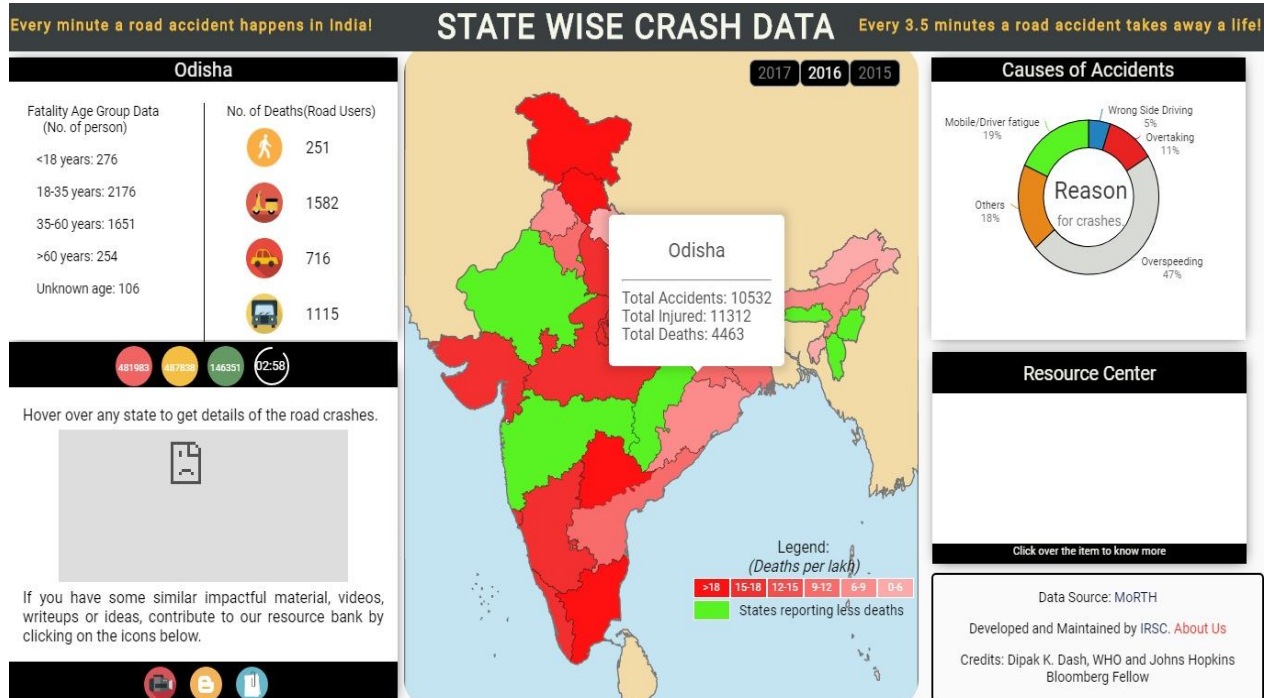 Every minute a road accident happens in India!
STATE WISE CRASH DATA
Every 3.5 minutes a road accident takes away a life!
Odisha
Fatality Age Group Data
(No. of person)
<18 years: 276
18-35 years: 2176
35-60 years: 1651
>60 years: 254
Unknown age: 106
No. of Deaths(Road Users)
251
1582
716
1115
481983
487838
146351
02:58
Hover over any state to get details of the road crashes.
If you have some similar impactful material, videos,
writeups or ideas, contribute to our resource bank by
clicking on the icons below.
2017
2016
2015
Odisha
Total Accidents: 10532
Total Injured: 11312
Total Deaths: 4463
Legend:
(Deaths per lakh)
>18 15-18 12-15 9-12 6-9 0-6
States reporting less deaths
Causes of Accidents
Wrong Side Driving
5%
Mobile/Driver fatigue
19%
Overtaking
11%
Reason
for crashes
Others
18%
Overspeeding
47%
Resource Center
Click over the item to know more
Data Source: MoRTH
Developed and Maintained by IRSC. About Us
Credits: Dipak K. Dash, WHO and Johns Hopkins
Bloomberg Fellow